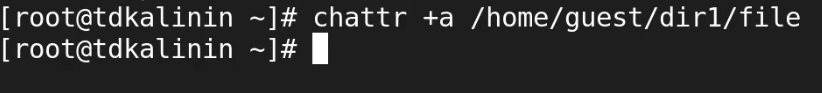 [root@tdkalinin ~]# chattr +a /home/guest/dir1/file
[root@tdkalinin ~]#